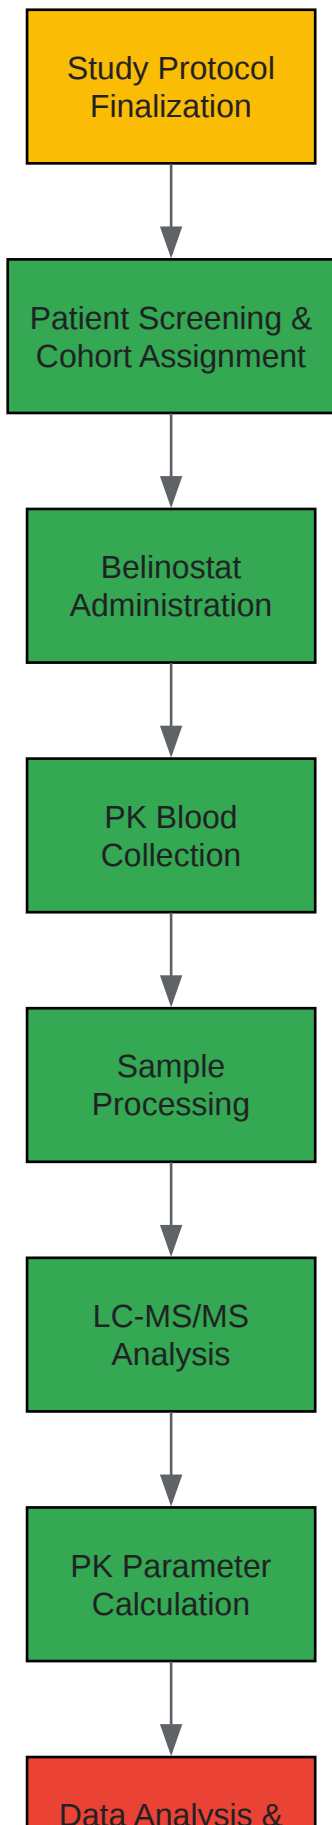 Study Protocol
Finalization
Patient Screening &
Cohort Assignment
Belinostat
Administration
PK Blood
Collection
Sample
Processing
LC-MS/MS
Analysis
PK Parameter
Calculation
Data Analysis &